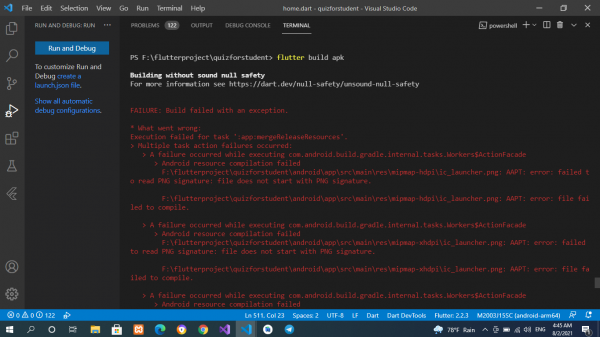 File Edit Selection View Go Run Terminal Help
home.dart - quizforstudent - Visual Studio Code
RUN AND DEBUG: RUN
Run and Debug
To customize Run and
Debug create a
launch.json file.
Show all automatic
debug configurations.
PROBLEMS 122 OUTPUT DEBUG CONSOLE TERMINAL
powershell
PS F:\flutterproject\quizforstudent> flutter build apk
Building without sound null safety
For more information see https://dart.dev/null-safety/unsound-null-safety
FAILURE: Build failed with an exception.
* What went wrong:
Execution failed for task ':app:mergeReleaseResources'.
> Multiple task action failures occurred:
> A failure occurred while executing com.android.build.gradle.internal.tasks.Workers$ActionFacade
> Android resource compilation failed
F:\flutterproject\quizforstudent\android\app\src\main\res\mipmap-hdpi\ic_launcher.png: AAPT: error: failed t
o read PNG signature: file does not start with PNG signature.
F:\flutterproject\quizforstudent\android\app\src\main\res\mipmap-hdpi\ic_launcher.png: AAPT: error: file fai
led to compile.
> A failure occurred while executing com.android.build.gradle.internal.tasks.Workers$ActionFacade
> Android resource compilation failed
F:\flutterproject\quizforstudent\android\app\src\main\res\mipmap-xhdpi\ic_launcher.png: AAPT: error: failed
to read PNG signature: file does not start with PNG signature.
F:\flutterproject\quizforstudent\android\app\src\main\res\mipmap-xhdpi\ic_launcher.png: AAPT: error: file fa
iled to compile.
> A failure occurred while executing com.android.build.gradle.internal.tasks.Workers$ActionFacade
> Android resource compilation failed
0 0 122
Ln 511, Col 23 Spaces: 2 UTF-8 LF Dart Dart DevTools Flutter: 2.2.3 M2003J15SC (android-arm64)
78°F Rain ENG 4:45 AM
8/2/2021